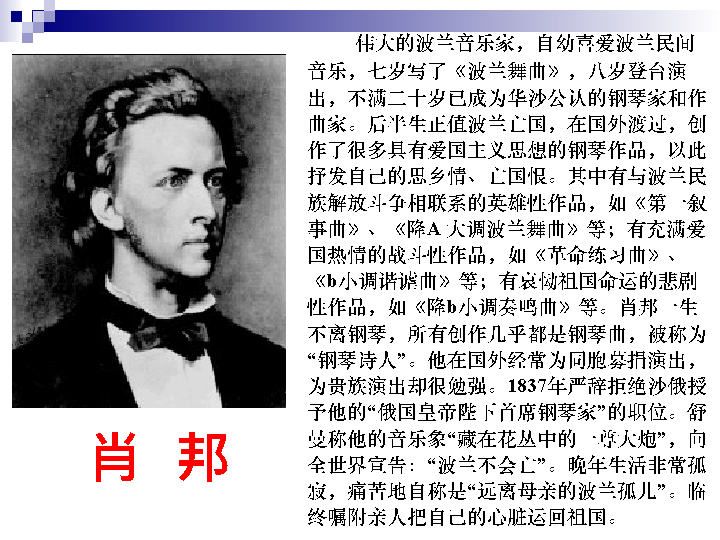 伟大的波兰音乐家，自幼喜爱波兰民间
音乐，七岁写了《波兰舞曲》，八岁登台演
出，不满二十岁已成为华沙公认的钢琴家和作
曲家。后半生正值波兰亡国，在国外渡过，创
作了很多具有爱国主义思想的钢琴作品，以此
抒发自己的思乡情、亡国恨。其中有与波兰民
族解放斗争相联系的英雄性作品，如《第一叙
事曲》、《降A大调波兰舞曲》等；有充满爱
国热情的战斗性作品，如《革命练习曲》、
《b小调谐谑曲》等；有哀恸祖国命运的悲剧
性作品，如《降b小调奏鸣曲》等。肖邦一生
不离钢琴，所有创作几乎都是钢琴曲，被称为
“钢琴诗人”。他在国外经常为同胞募捐演出，
为贵族演出却很勉强。1837年严辞拒绝沙俄授
予他的“俄国皇帝陛下首席钢琴家”的职位。舒
曼称他的音乐象“藏在花丛中的一尊大炮”，向
全世界宣告：“波兰不会亡”。晚年生活非常孤
寂，痛苦地自称是“远离母亲的波兰孤儿”。临
终嘱附亲人把自己的心脏运回祖国。
肖 邦